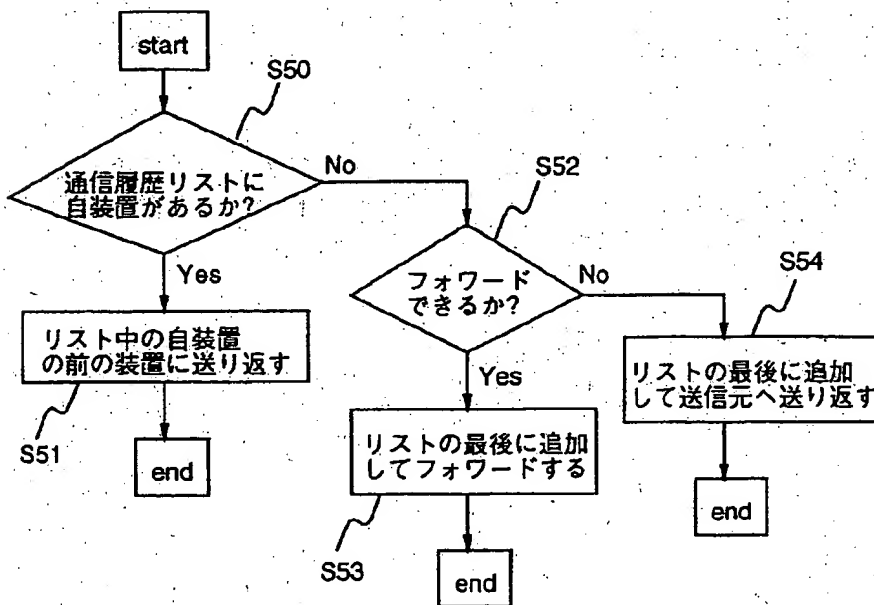 start
S50
通信履歴リストに
自装置があるか?
No
S52
Yes
フォワード
できるか?
No
S54
リスト中の自装置
の前の装置に送り返す
Yes
リストの最後に追加
して送信元へ送り返す
S51
end
リストの最後に追加
してフォワードする
end
S53
end